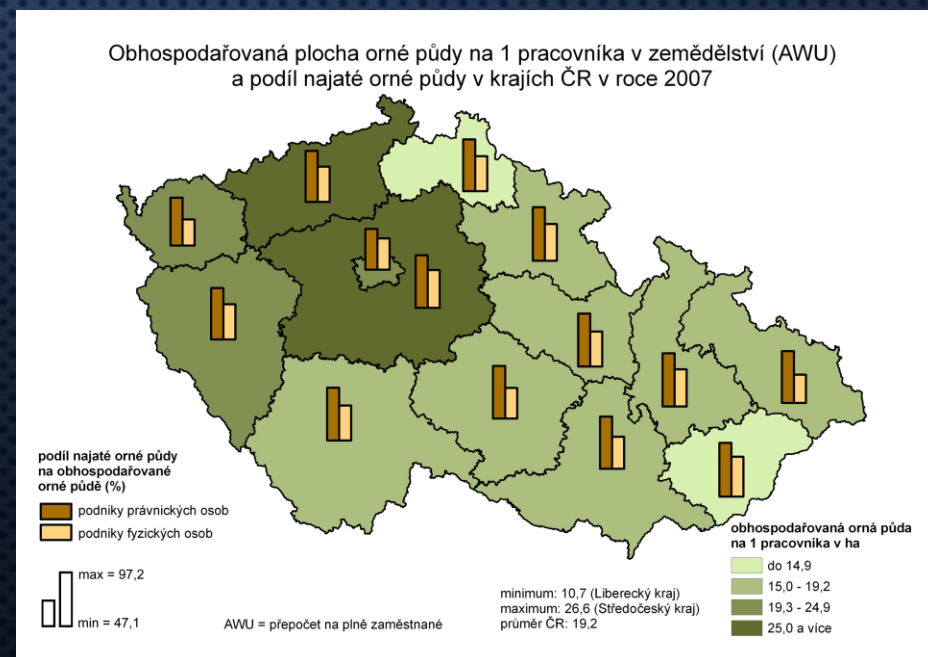 Obhospodařovaná plocha orné půdy na 1 pracovníka v zemědělství (AWU)
a podíl najaté orné půdy v krajích ČR v roce 2007
podíl najaté orné půdy
na obhospodařované
orné půdě (%)
podniky právnických osob
podniky fyzických osob
max = 97,2
min = 47,1
AWU = přepočet na plně zaměstnané
minimum: 10,7 (Liberecký kraj)
maximum: 26,6 (Středočeský kraj)
průměr ČR: 19,2
obhospodařovaná orná půda
na 1 pracovníka v ha
do 14,9
15,0 - 19,2
19,3 - 24,9
25,0 a více